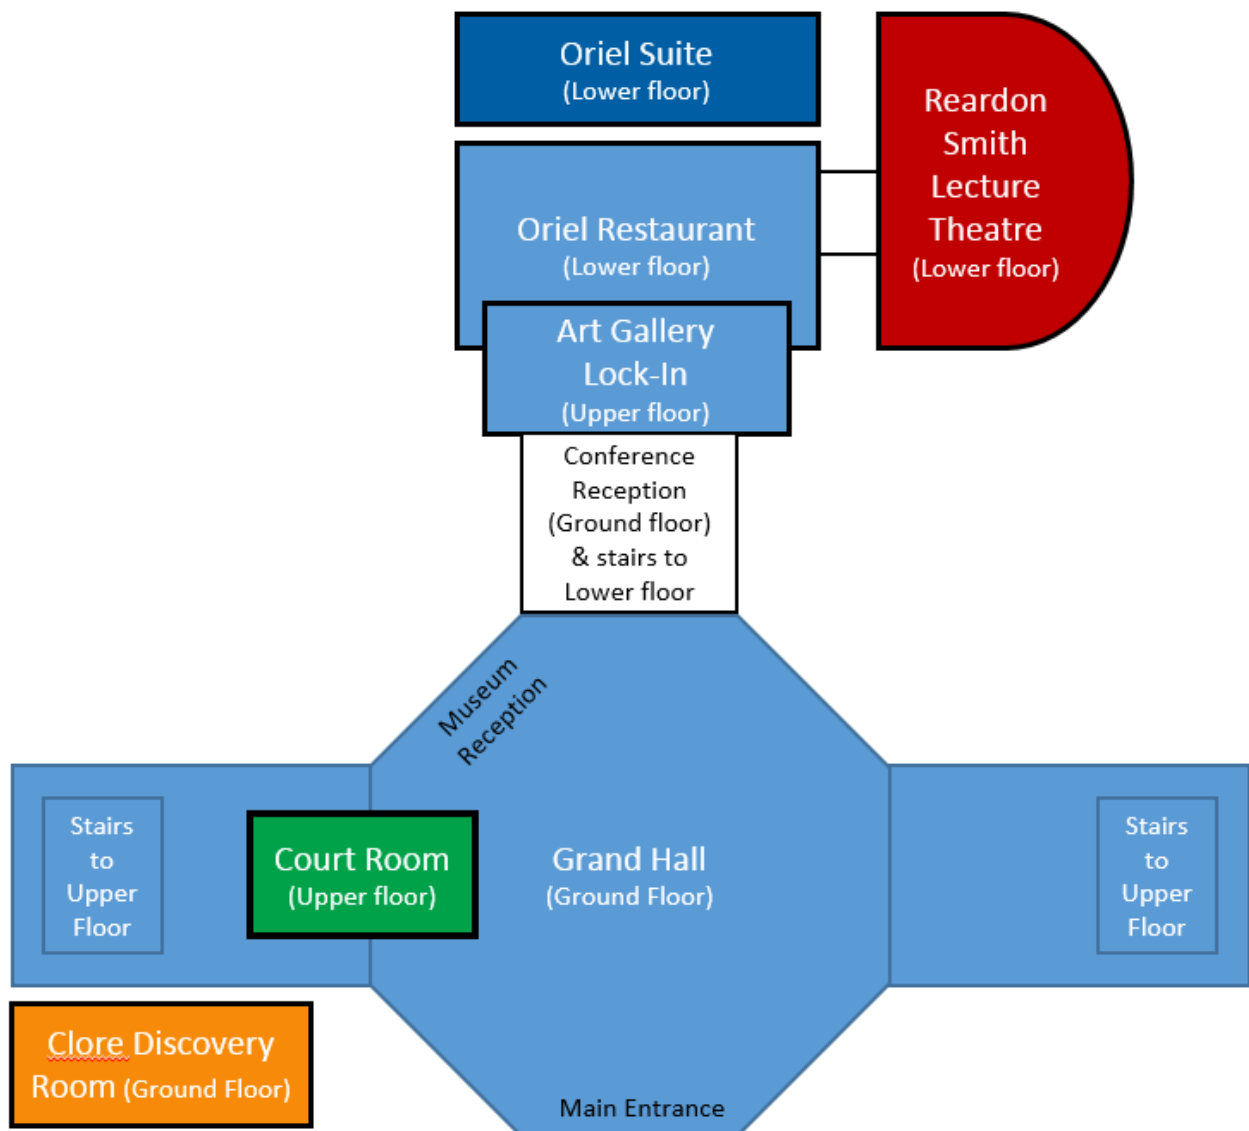 Oriel Suite
(Lower floor)
Reardon
Smith
Lecture
Theatre
(Lower floor)
Oriel Restaurant
(Lower floor)
Art Gallery
Lock-In
(Upper floor)
Conference
Reception
(Ground floor)
& stairs to
Lower floor
Museum
Reception
Stairs
to
Upper
Floor
Court Room
(Upper floor)
Grand Hall
(Ground Floor)
Stairs
to
Upper
Floor
Clore Discovery
Room (Ground Floor)
Main Entrance